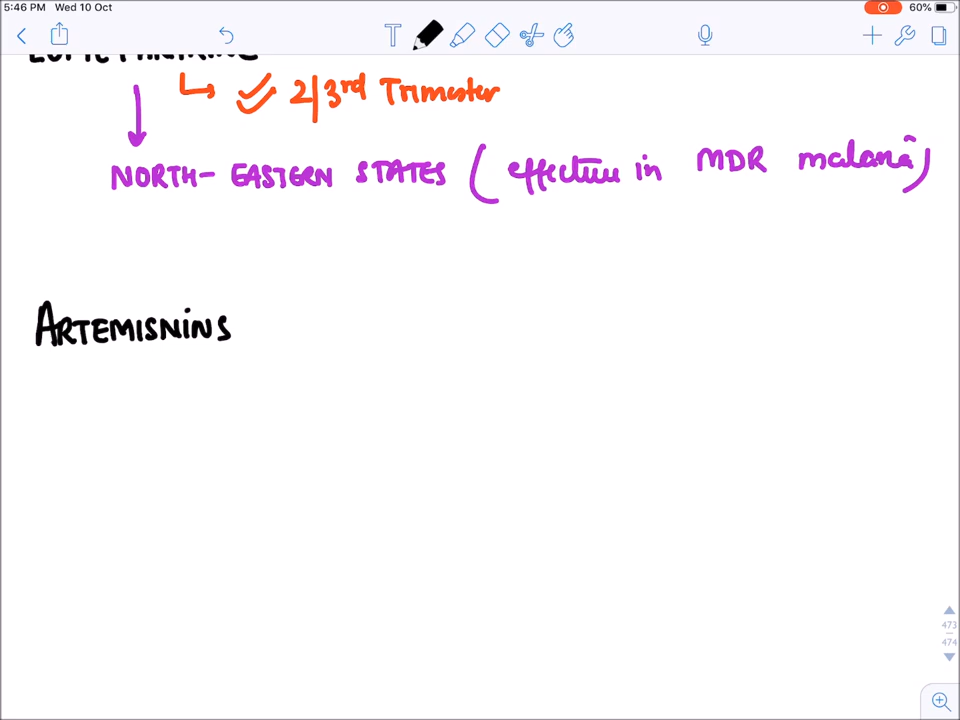 5:46 PM Wed 10 Oct
60%
T
2/3rd Trimester
NORTH-EASTERN STATES (effective in MDR malaria)
ARTEMISNINS
473
474